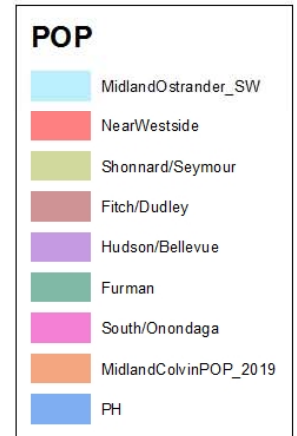 POP
MidlandOstrander_SW
NearWestside
Shonnard/Seymour
Fitch/Dudley
Hudson/Bellevue
Furman
South/Onondaga
MidlandColvinPOP_2019
PH